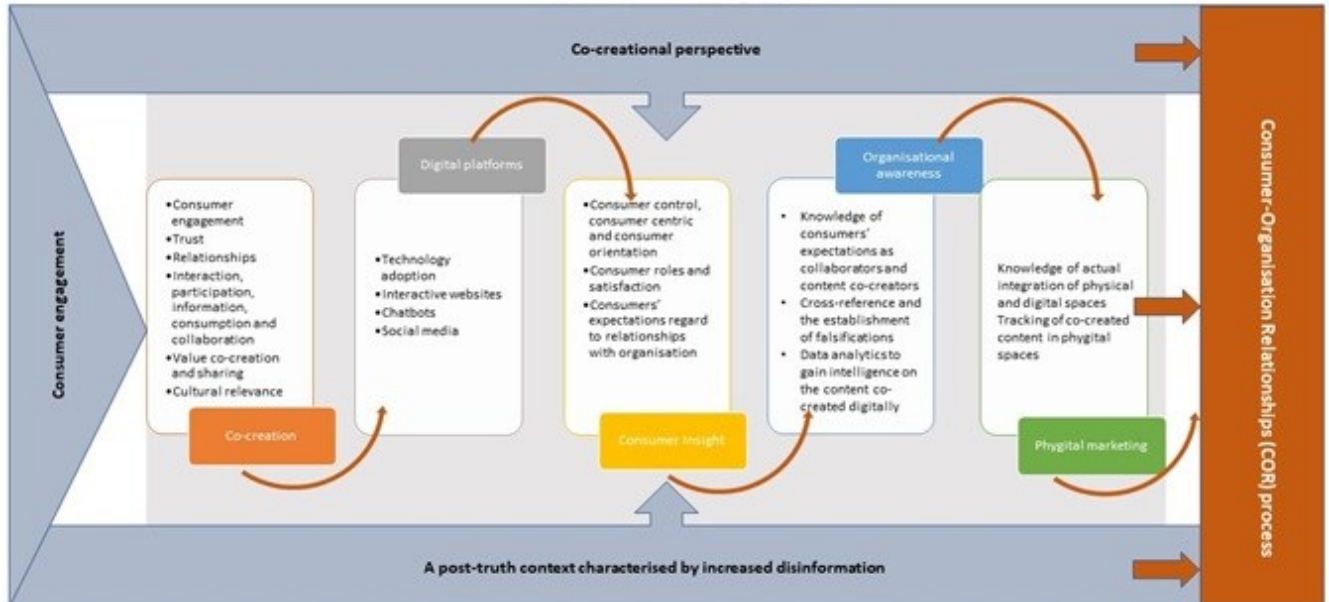 Co-creational perspective
Consumer engagement
Digital platforms
Organisational
awareness
•Consumer
engagement
•Trust
•Relationships
•Interaction,
participation,
information,
consumption and
collaboration
•Value co-creation
and sharing
•Cultural relevance
Co-creation
•Technology
adoption
•Interactive websites
•Chatbots
•Social media
•Consumer control,
consumer centric
and consumer
orientation
•Consumer roles and
satisfaction
•Consumers'
expectations regard
to relationships
with organisation
Consumer Insight
• Knowledge of
consumers'
expectations as
collaborators and
content co-creators
• Cross-reference and
the establishment
of falsifications
• Data analytics to
gain intelligence on
the content co-
created digitally
Knowledge of actual
integration of physical
and digital spaces
Tracking of co-created
content in phygital
spaces
Phygital marketing
A post-truth context characterised by increased disinformation
Consumer-Organisation Relationships (COR) process